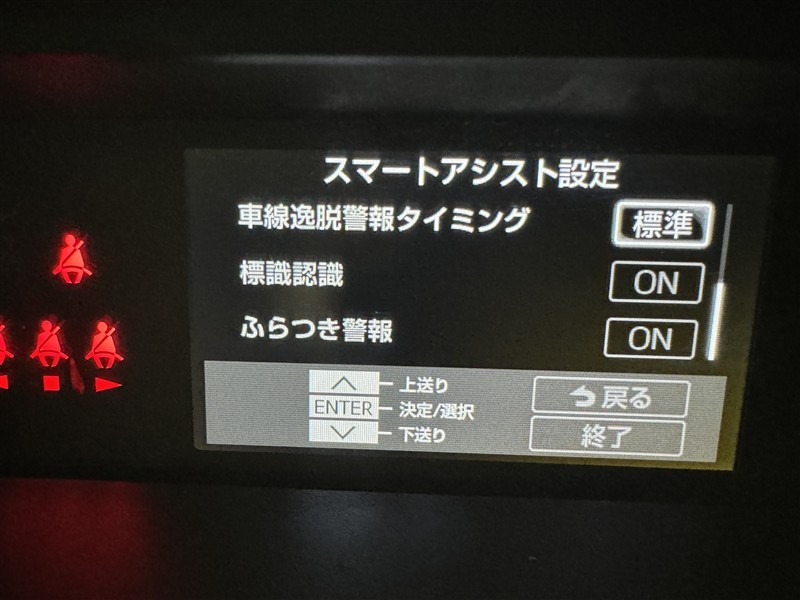 スマートアシスト設定
車線逸脱警報タイミング 標準
標識認識 ON
ふらつき警報 ON
上送り
ENTER 決定/選択
下送り
戻る
終了